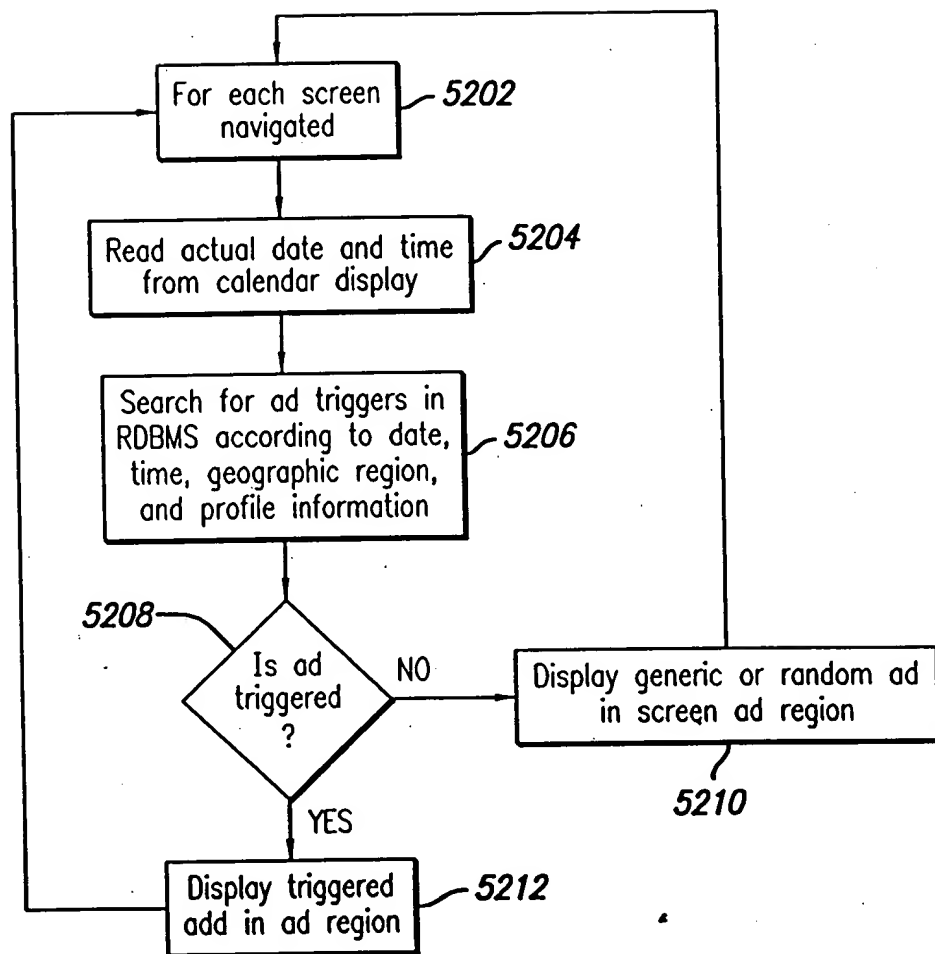 For each screen
navigated
5202
Read actual date and time
from calendar display
5204
Search for ad triggers in
RDBMS according to date,
time, geographic region,
and profile information
5206
5208
Is ad
triggered
?
NO
Display generic or random ad
in screen ad region
5210
YES
Display triggered
add in ad region
5212